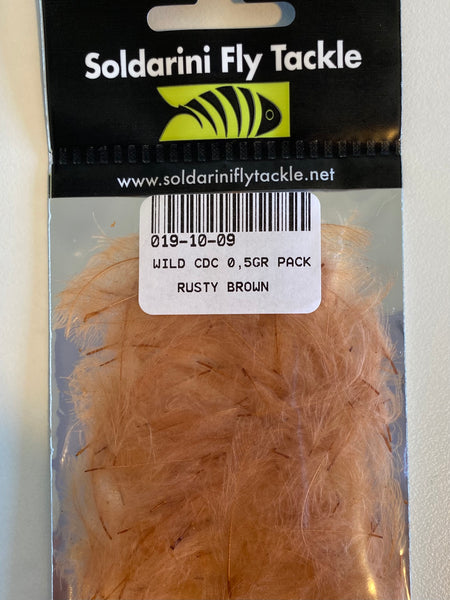 Soldarini Fly Tackle
www.soldariniflytackle.net
019-10-09
WILD CDC 0,5GR PACK
RUSTY BROWN